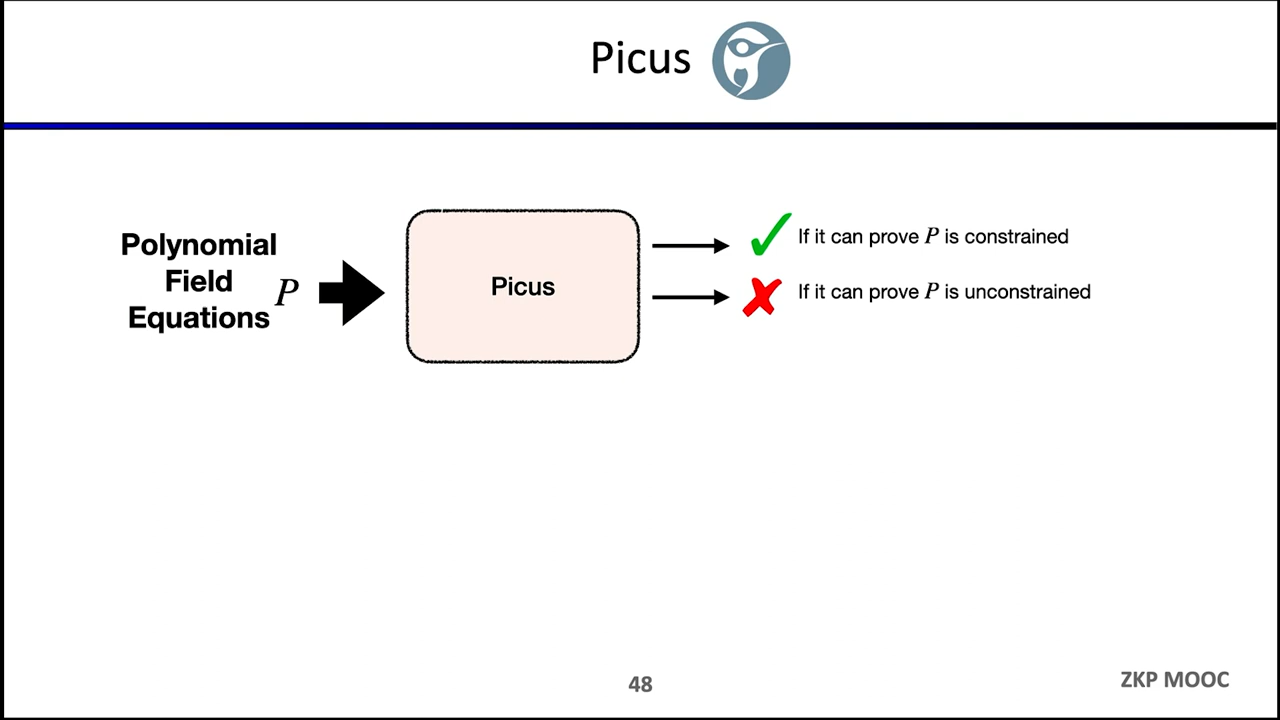 Picus
Polynomial
Field
Equations P
Picus
If it can prove P is constrained
If it can prove P is unconstrained
48
ZKP MOOC